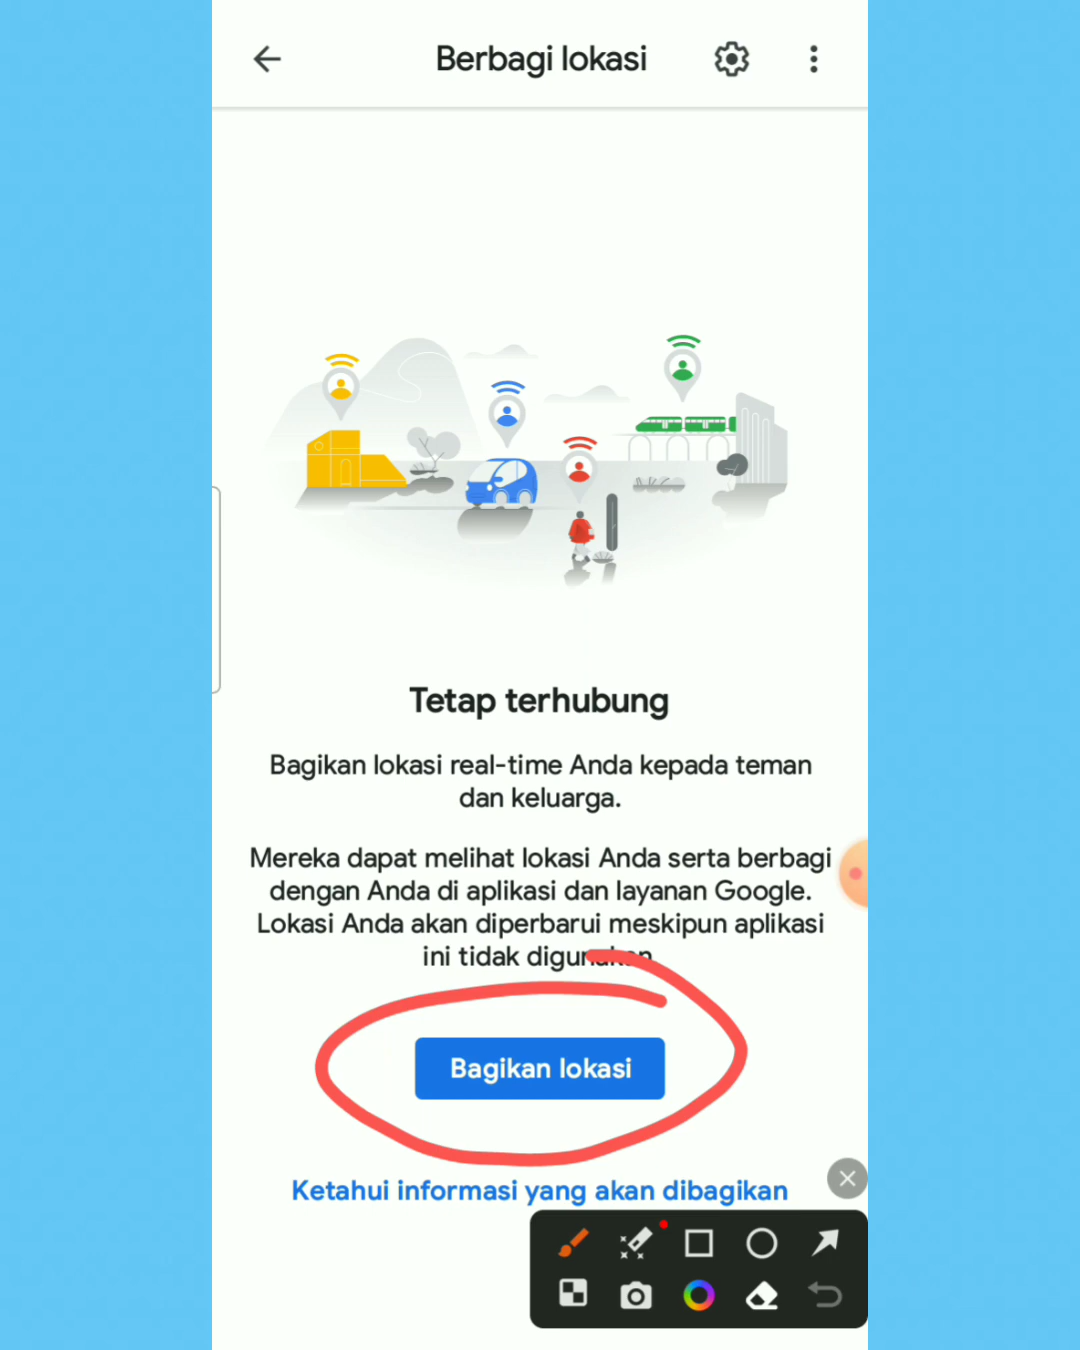 Berbagi lokasi
Tetap terhubung
Bagikan lokasi real-time Anda kepada teman
dan keluarga.
Mereka dapat melihat lokasi Anda serta berbagi
dengan Anda di aplikasi dan layanan Google.
Lokasi Anda akan diperbarui meskipun aplikasi
ini tidak digunakan.
Bagikan lokasi
Ketahui informasi yang akan dibagikan